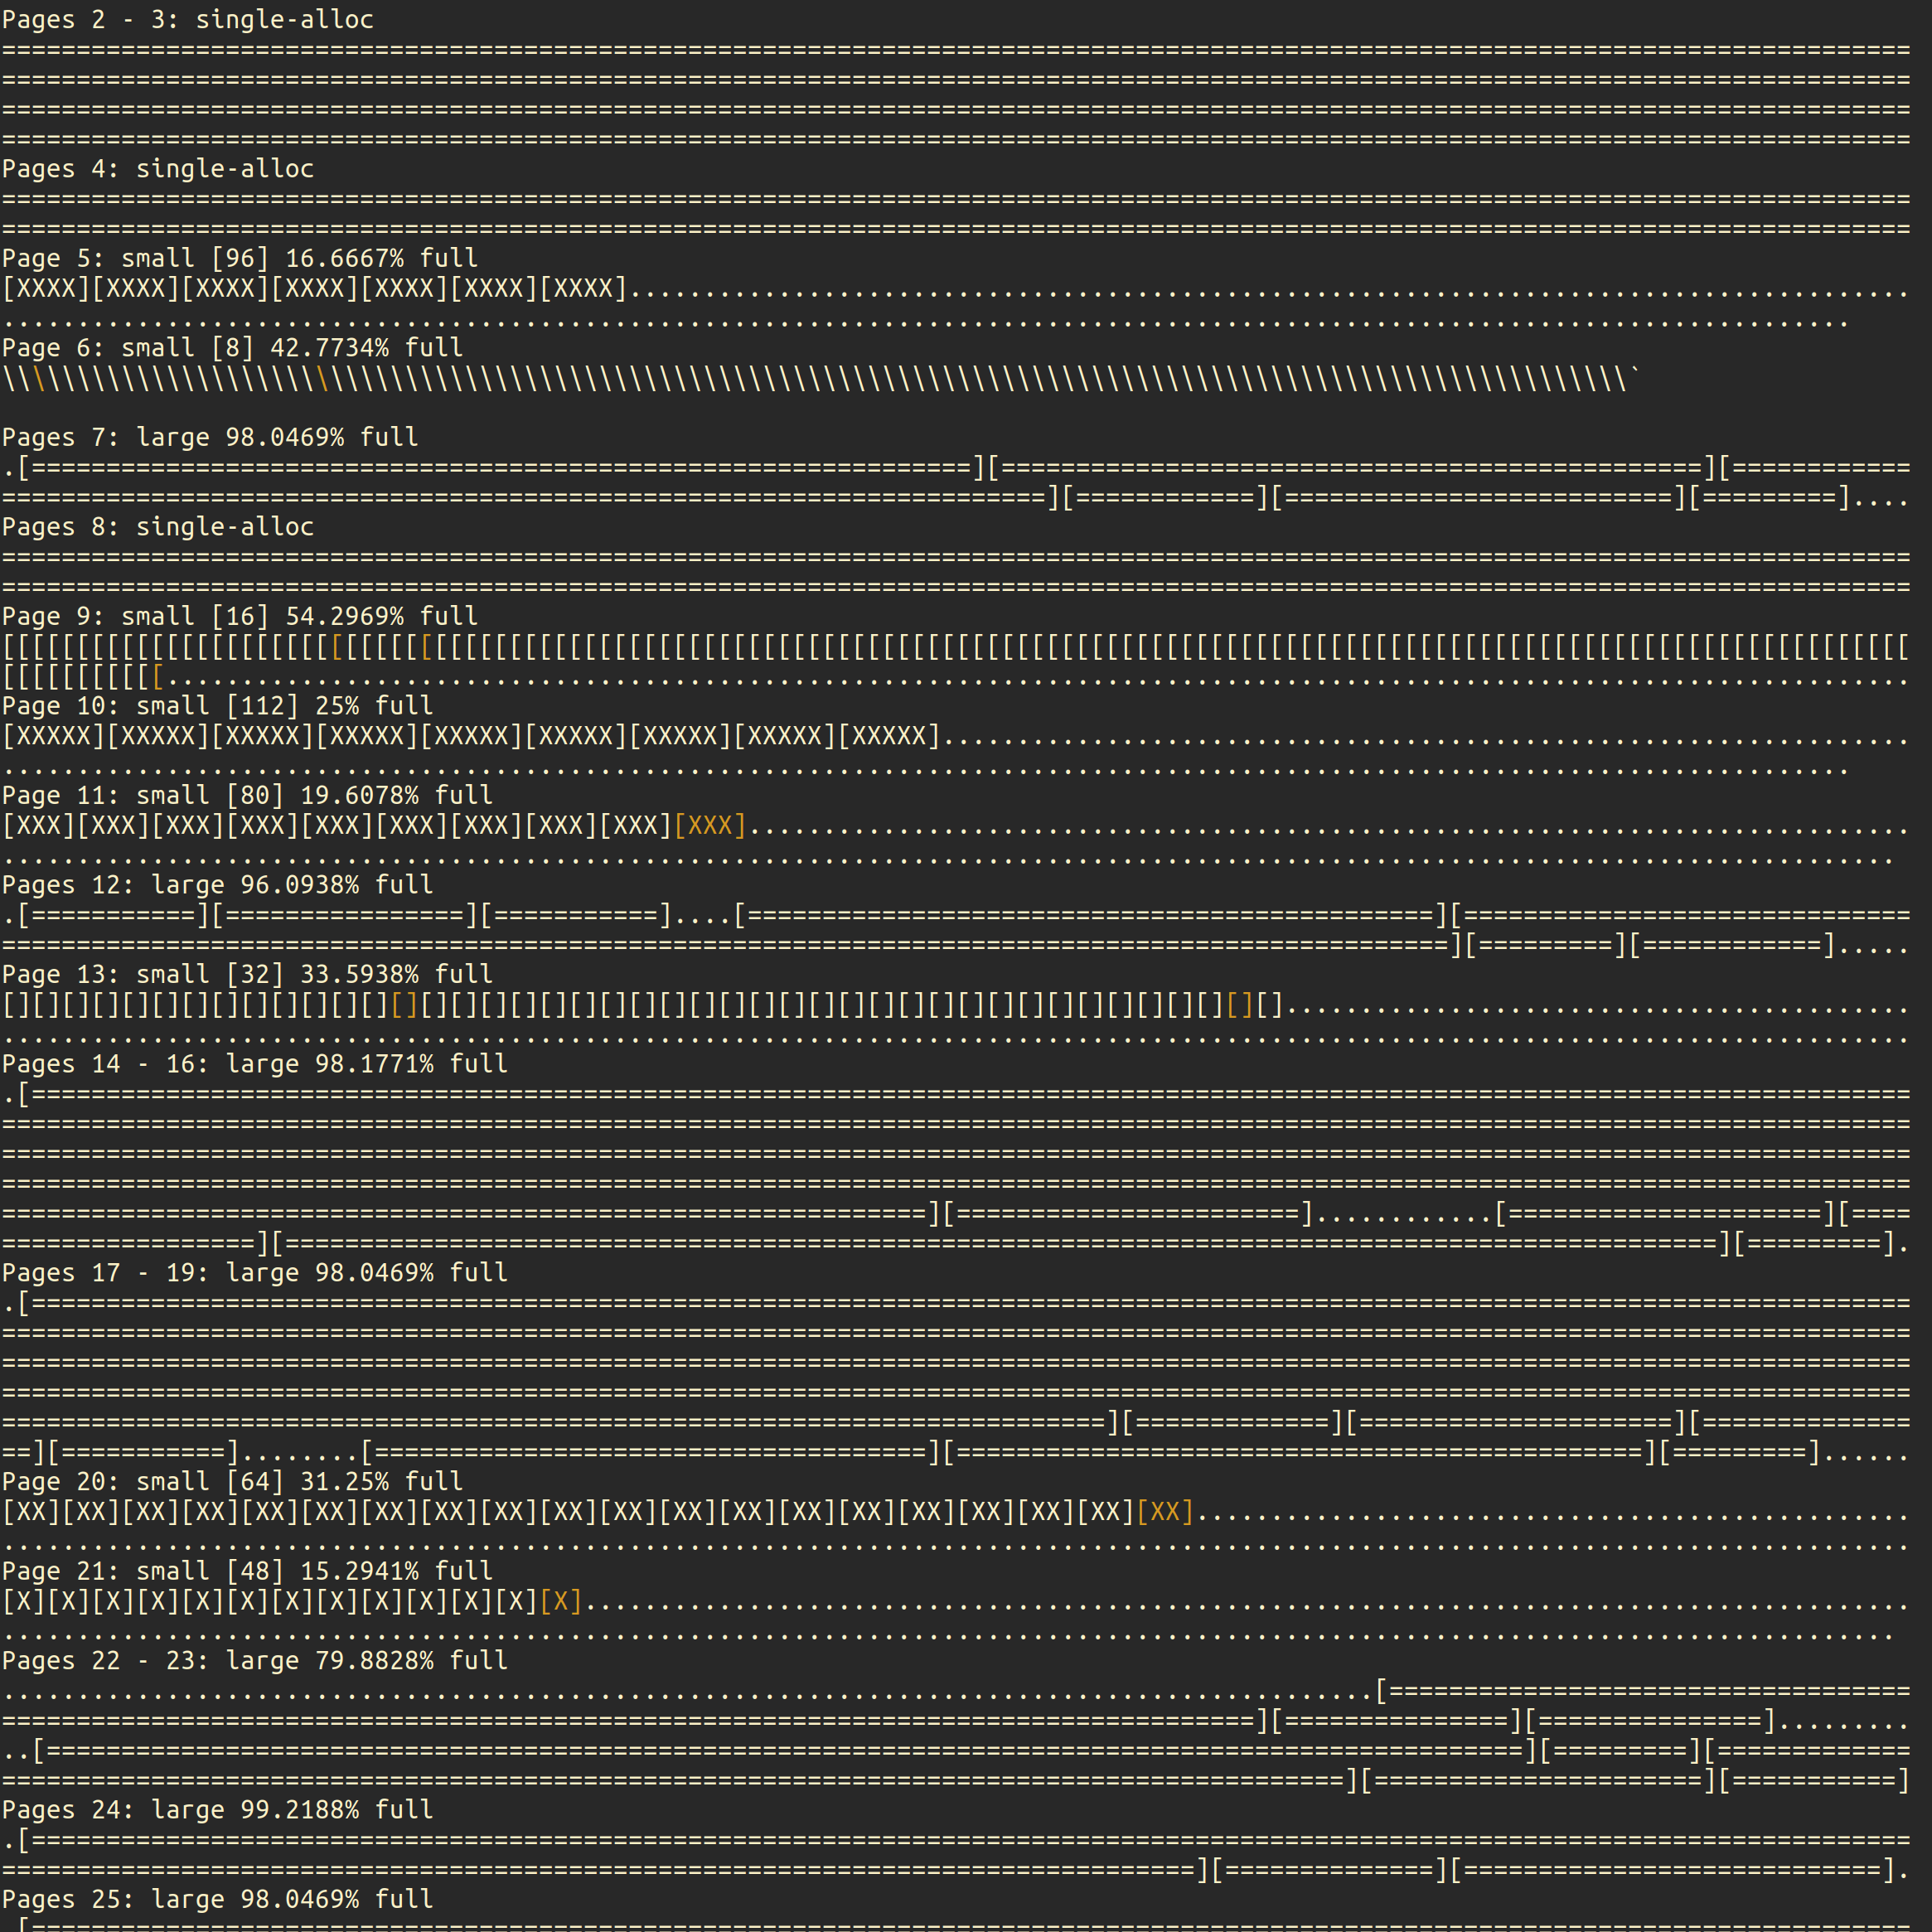 Pages 2 - 3: single-alloc
================================================================================================================================
================================================================================================================================
================================================================================================================================
================================================================================================================================
Pages 4: single-alloc
================================================================================================================================
================================================================================================================================
Page 5: small [96] 16.6667% full
[XXXX][XXXX][XXXX][XXXX][XXXX][XXXX][XXXX]......................................................................................
............................................................................................................................
Page 6: small [8] 42.7734% full
\\\\\\\\\\\\\\\\\\\\\\\\\\\\\\\\\\\\\\\\\\\\\\\\\\\\\\\\\\\\\\\\\\\\\\\\\\\\\\\\\\\\\\\\\\\\\\\\\\\\\\\\\\\\\`
Pages 7: large 98.0469% full
.[===============================================================][===============================================][============
======================================================================][============][==========================][=========]....
Pages 8: single-alloc
================================================================================================================================
================================================================================================================================
Page 9: small [16] 54.2969% full
[[[[[[[[[[[[[[[[[[[[[[[[[[[[[[[[[[[[[[[[[[[[[[[[[[[[[[[[[[[[[[[[[[[[[[[[[[[[[[[[[[[[[[[[[[[[[[[[[[[[[[[[[[[[[[[[[[[[[[[[[[[[[[[[
[[[[[[[[[[[.....................................................................................................................
Page 10: small [112] 25% full
[XXXXX][XXXXX][XXXXX][XXXXX][XXXXX][XXXXX][XXXXX][XXXXX][XXXXX].................................................................
............................................................................................................................
Page 11: small [80] 19.6078% full
[XXX][XXX][XXX][XXX][XXX][XXX][XXX][XXX][XXX][XXX]..............................................................................
...............................................................................................................................
Pages 12: large 96.0938% full
.[===========][================][===========]....[==============================================][==============================
=================================================================================================][=========][============].....
Page 13: small [32] 33.5938% full
[][][][][][][][][][][][][][][][][][][][][][][][][][][][][][][][][][][][][][][][][][][]..........................................
................................................................................................................................
Pages 14 - 16: large 98.1771% full
.[==============================================================================================================================
================================================================================================================================
================================================================================================================================
================================================================================================================================
==============================================================][=======================]............[=====================][====
=================][================================================================================================][=========].
Pages 17 - 19: large 98.0469% full
.[==============================================================================================================================
================================================================================================================================
================================================================================================================================
================================================================================================================================
==========================================================================][=============][=====================][==============
==][===========]........[=====================================][==============================================][=========]......
Page 20: small [64] 31.25% full
[XX][XX][XX][XX][XX][XX][XX][XX][XX][XX][XX][XX][XX][XX][XX][XX][XX][XX][XX][XX]................................................
................................................................................................................................
Page 21: small [48] 15.2941% full
[X][X][X][X][X][X][X][X][X][X][X][X][X].........................................................................................
...............................................................................................................................
Pages 22 - 23: large 79.8828% full
............................................................................................[===================================
====================================================================================][===============][===============].........
..[===================================================================================================][=========][=============
==========================================================================================][======================][===========]
Pages 24: large 99.2188% full
.[==============================================================================================================================
================================================================================][==============][============================].
Pages 25: large 98.0469% full